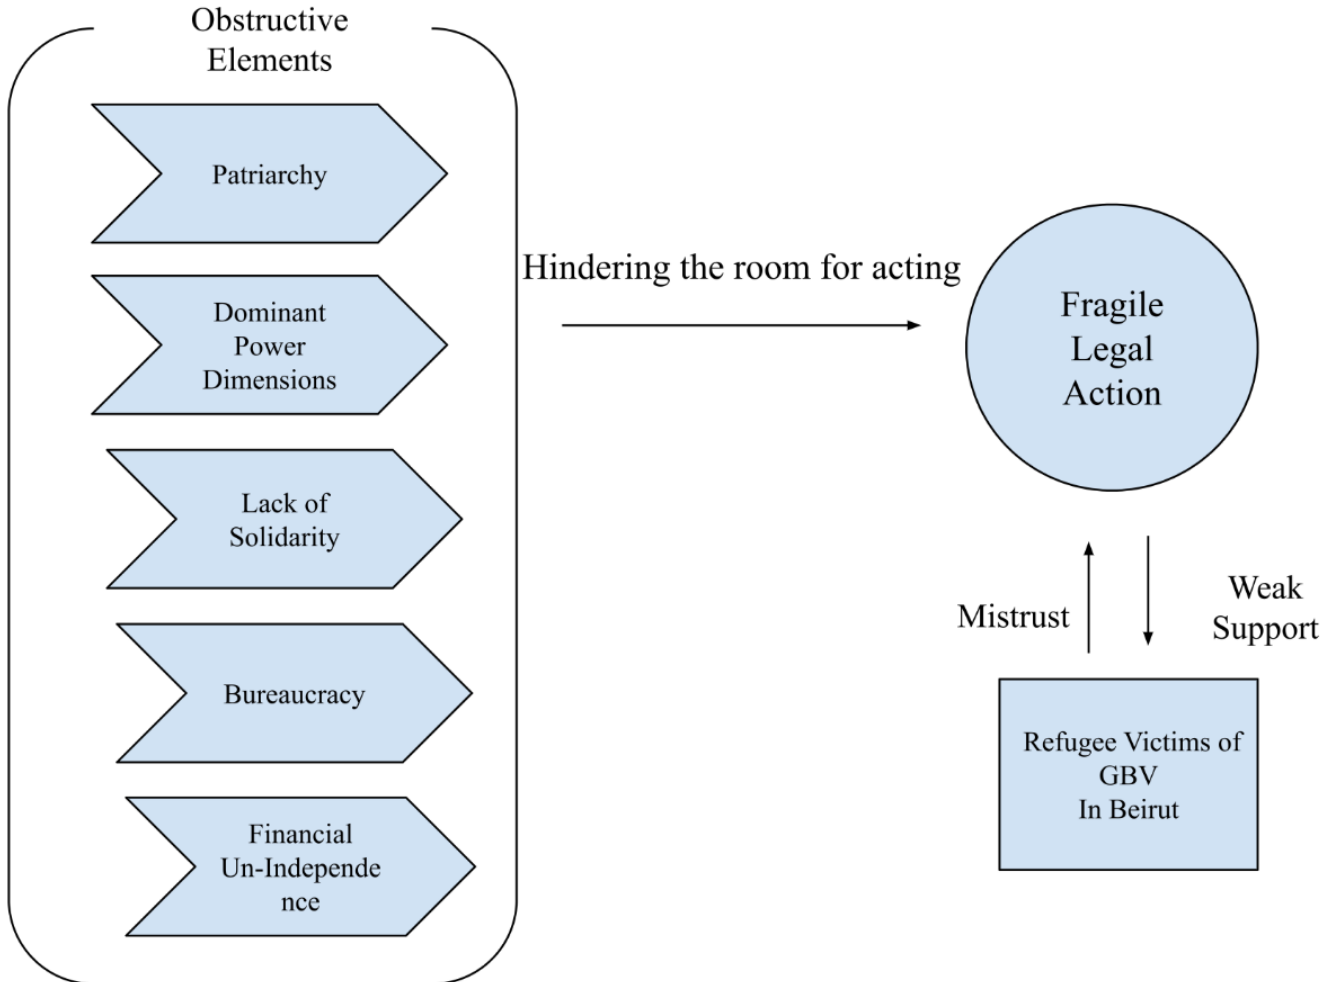 Obstructive
Elements
Patriarchy
Dominant
Power
Dimensions
Lack of
Solidarity
Bureaucracy
Financial
Un-Independe
nce
Hindering the room for acting
Fragile
Legal
Action
Mistrust
Weak
Support
Refugee Victims of
GBV
In Beirut